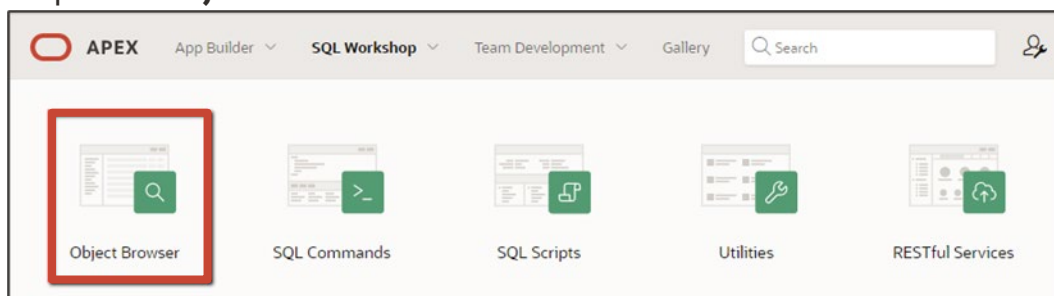 APEX App Builder SQL Workshop Team Development Gallery Search
>_
Object Browser SQL Commands SQL Scripts Utilities RESTful Services